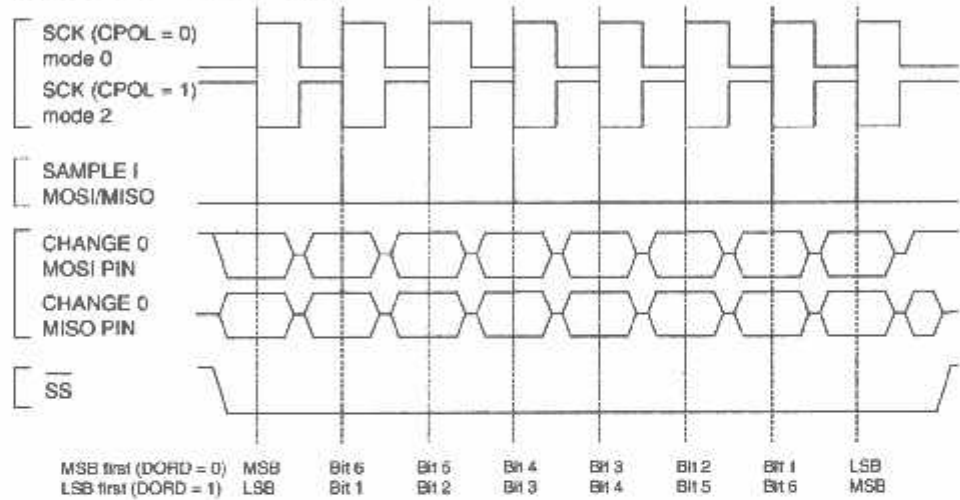 SCK (CPOL = 0)
mode 0
SCK (CPOL = 1)
mode 2
SAMPLE I
MOSI/MISO
CHANGE 0
MOSI PIN
CHANGE 0
MISO PIN
SS
MSB first (DORD = 0) MSB Bit 6 Bit 5 Bit 4 Bit 3 Bit 2 Bit 1 LSB
LSB first (DORD = 1) LSB Bit 1 Bit 2 Bit 3 Bit 4 Bit 5 Bit 6 MSB